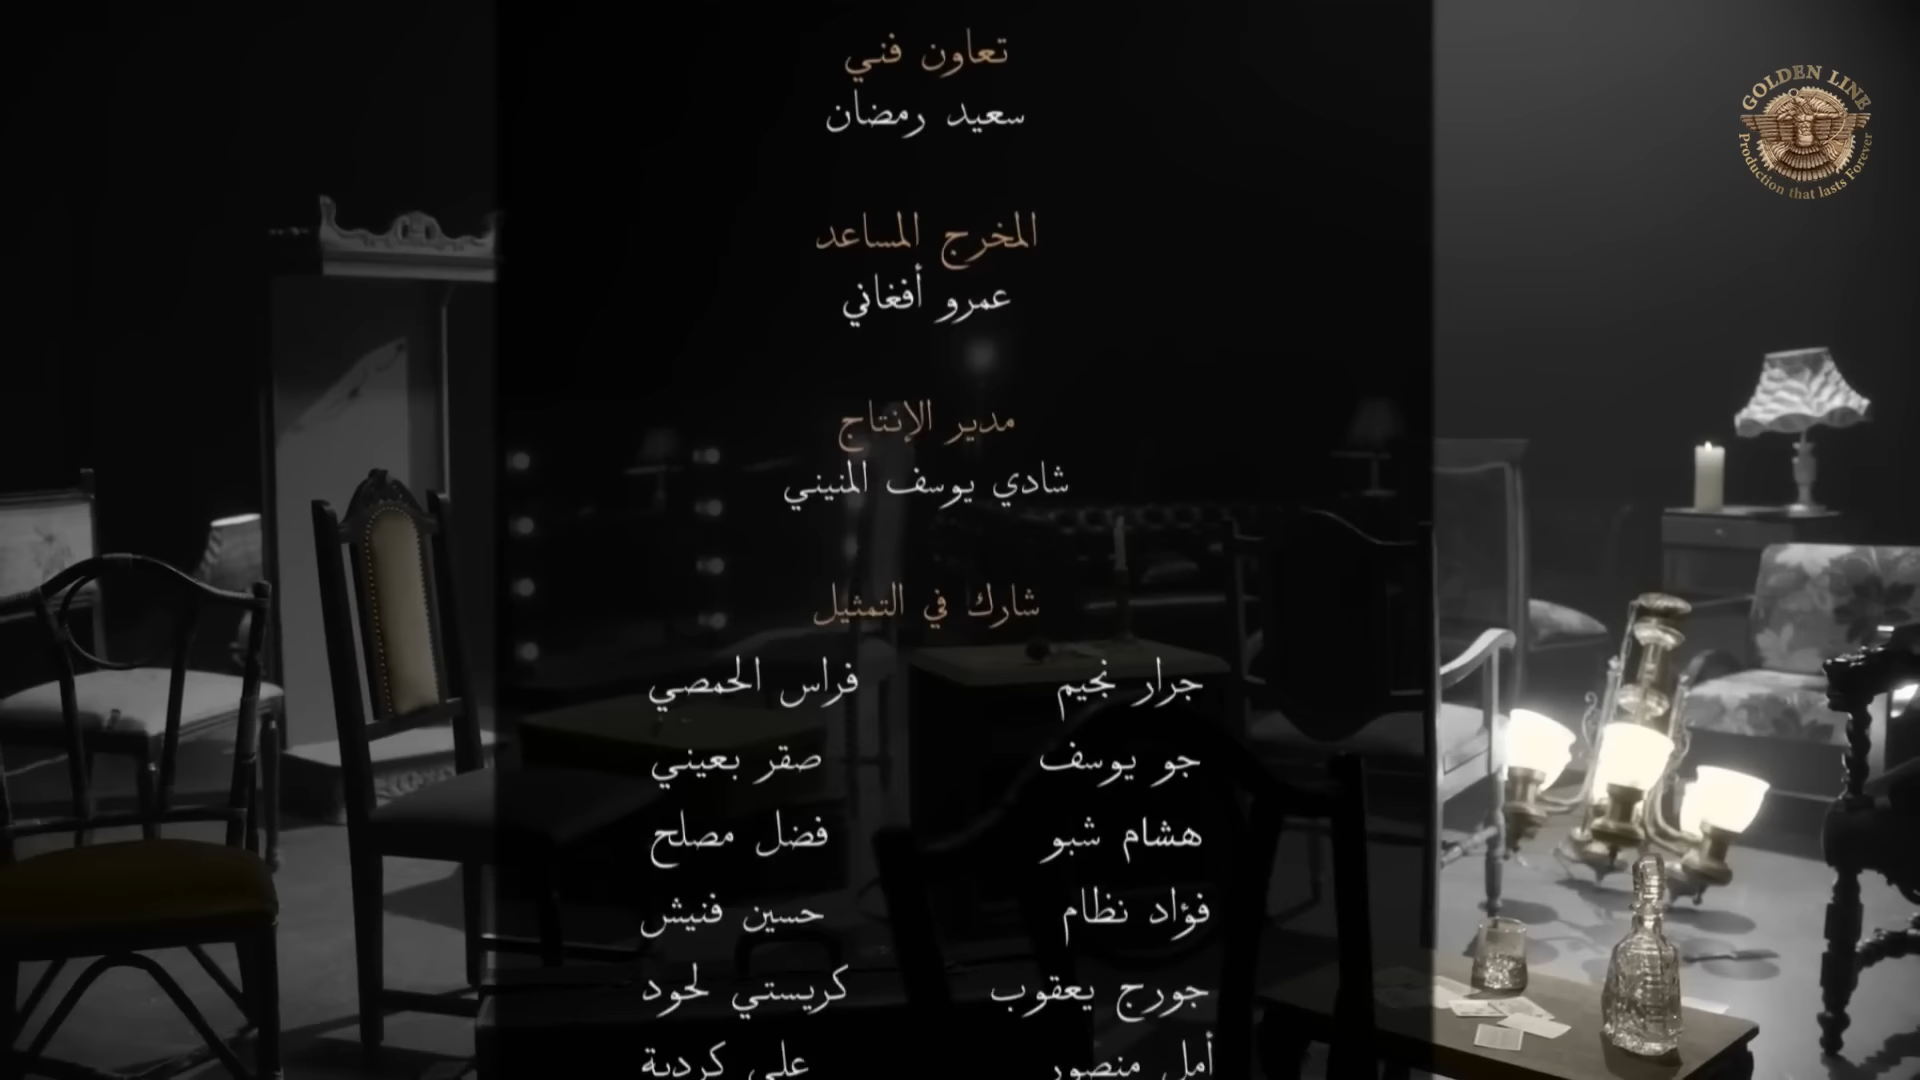 تعاون فني
سعيد رمضان
المخرج المساعد
عمرو أفغاني
مدير الإنتاج
شادي يوسف المنيني
شارك في التمثيل
جرار نجيم فراس الحمصي
جو يوسف صقر بعيني
هشام شبو فضل مصلح
فؤاد نظام حسين فنيش
جورج يعقوب كريستي لحود
أمل منصور علي كردية
GOLDEN LINE
Production that lasts Forever